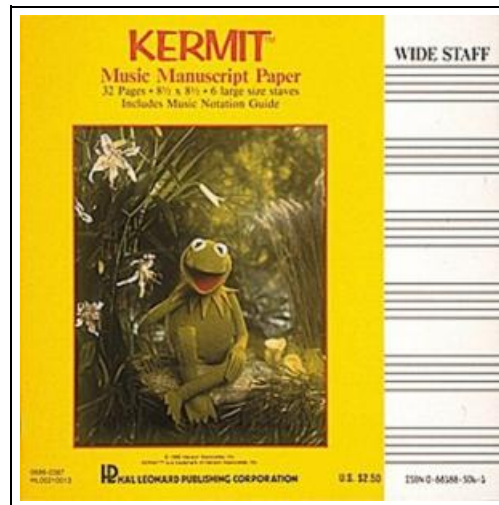 KERMIT™
Music Manuscript Paper
32 Pages • 8½ x 8½ • 6 large size staves
Includes Music Notation Guide
WIDE STAFF
HAL LEONARD PUBLISHING CORPORATION
U.S. $2.50